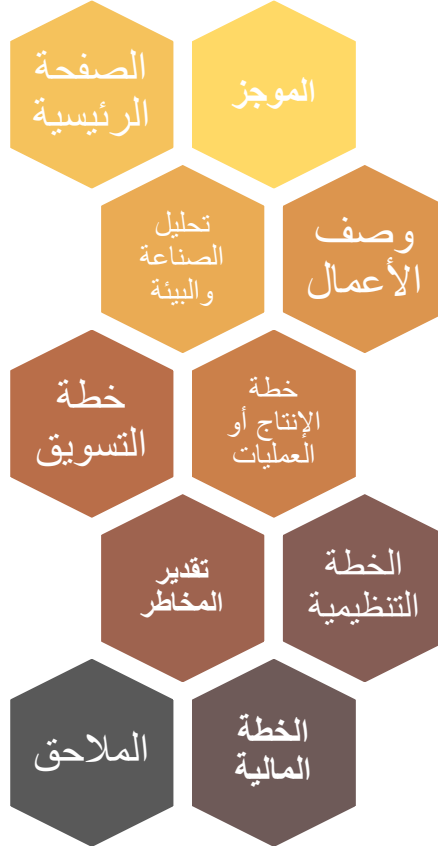 الموجز
الصفحة
الرئيسية
وصف
الأعمال
تحليل
الصناعة
والبيئة
خطة
الإنتاج أو
العمليات
خطة
التسويق
الخطة
التنظيمية
تقدير
المخاطر
الخطة
المالية
الملاحق